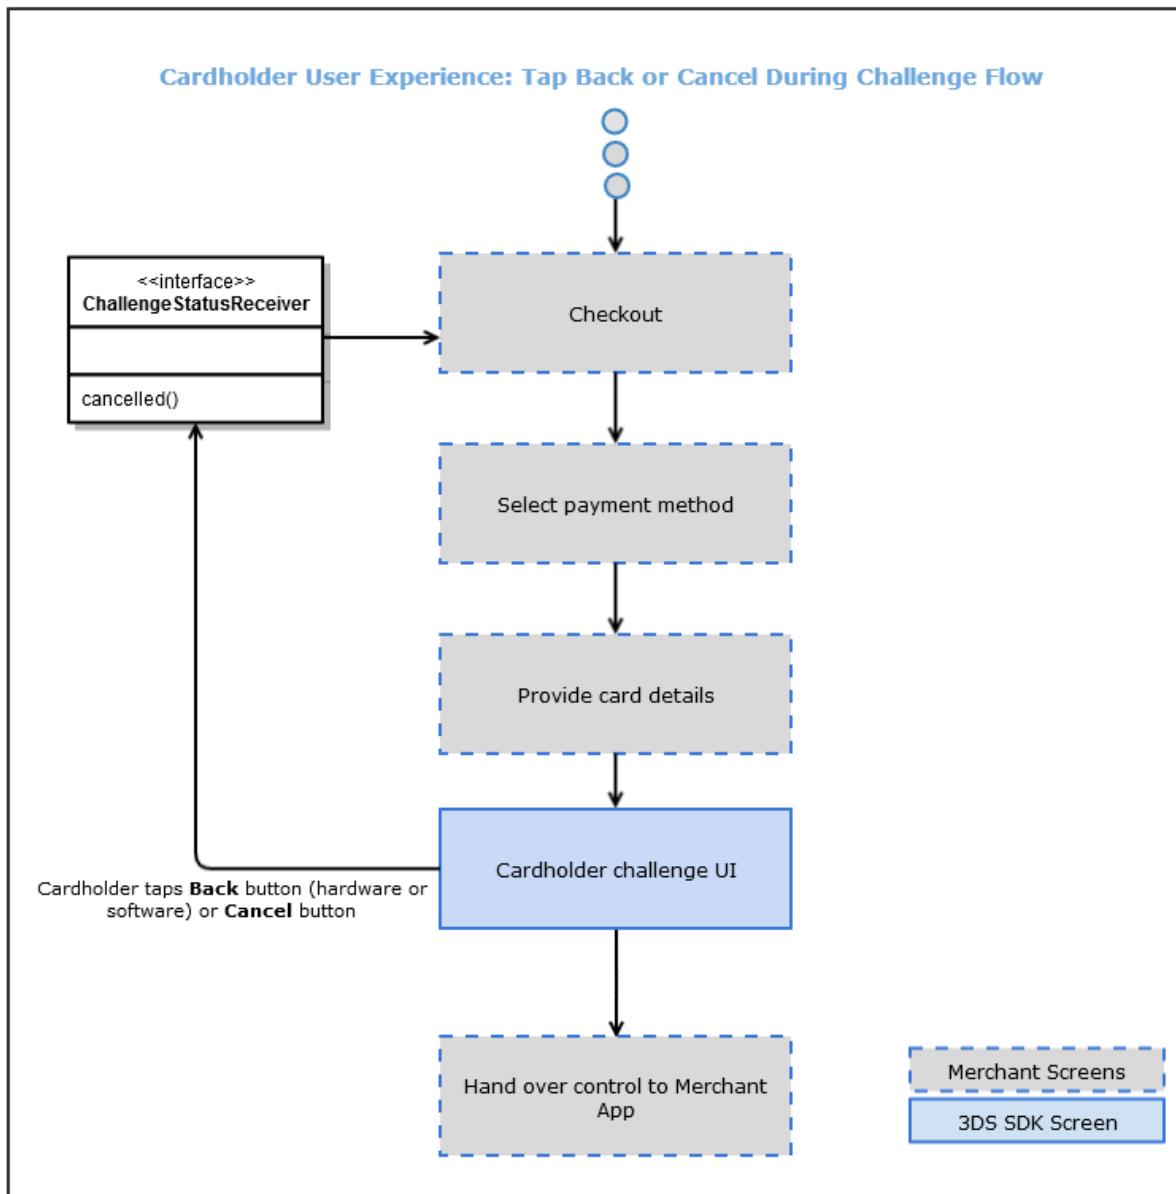 Cardholder User Experience: Tap Back or Cancel During Challenge Flow
<<interface>>
ChallengeStatusReceiver
cancelled()
Checkout
Select payment method
Provide card details
Cardholder challenge UI
Cardholder taps Back button (hardware or
software) or Cancel button
Hand over control to Merchant
App
Merchant Screens
3DS SDK Screen